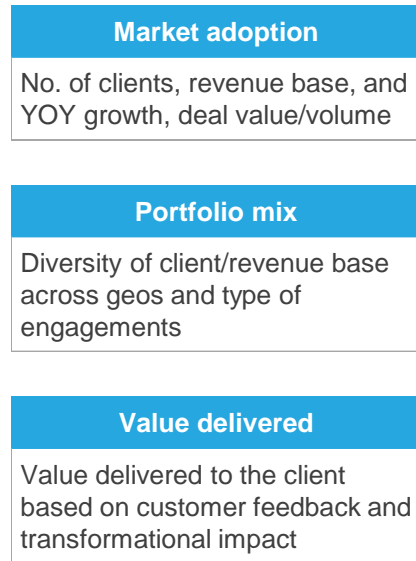 Market adoption
No. of clients, revenue base, and
YOY growth, deal value/volume
Portfolio mix
Diversity of client/revenue base
across geos and type of
engagements
Value delivered
Value delivered to the client
based on customer feedback and
transformational impact